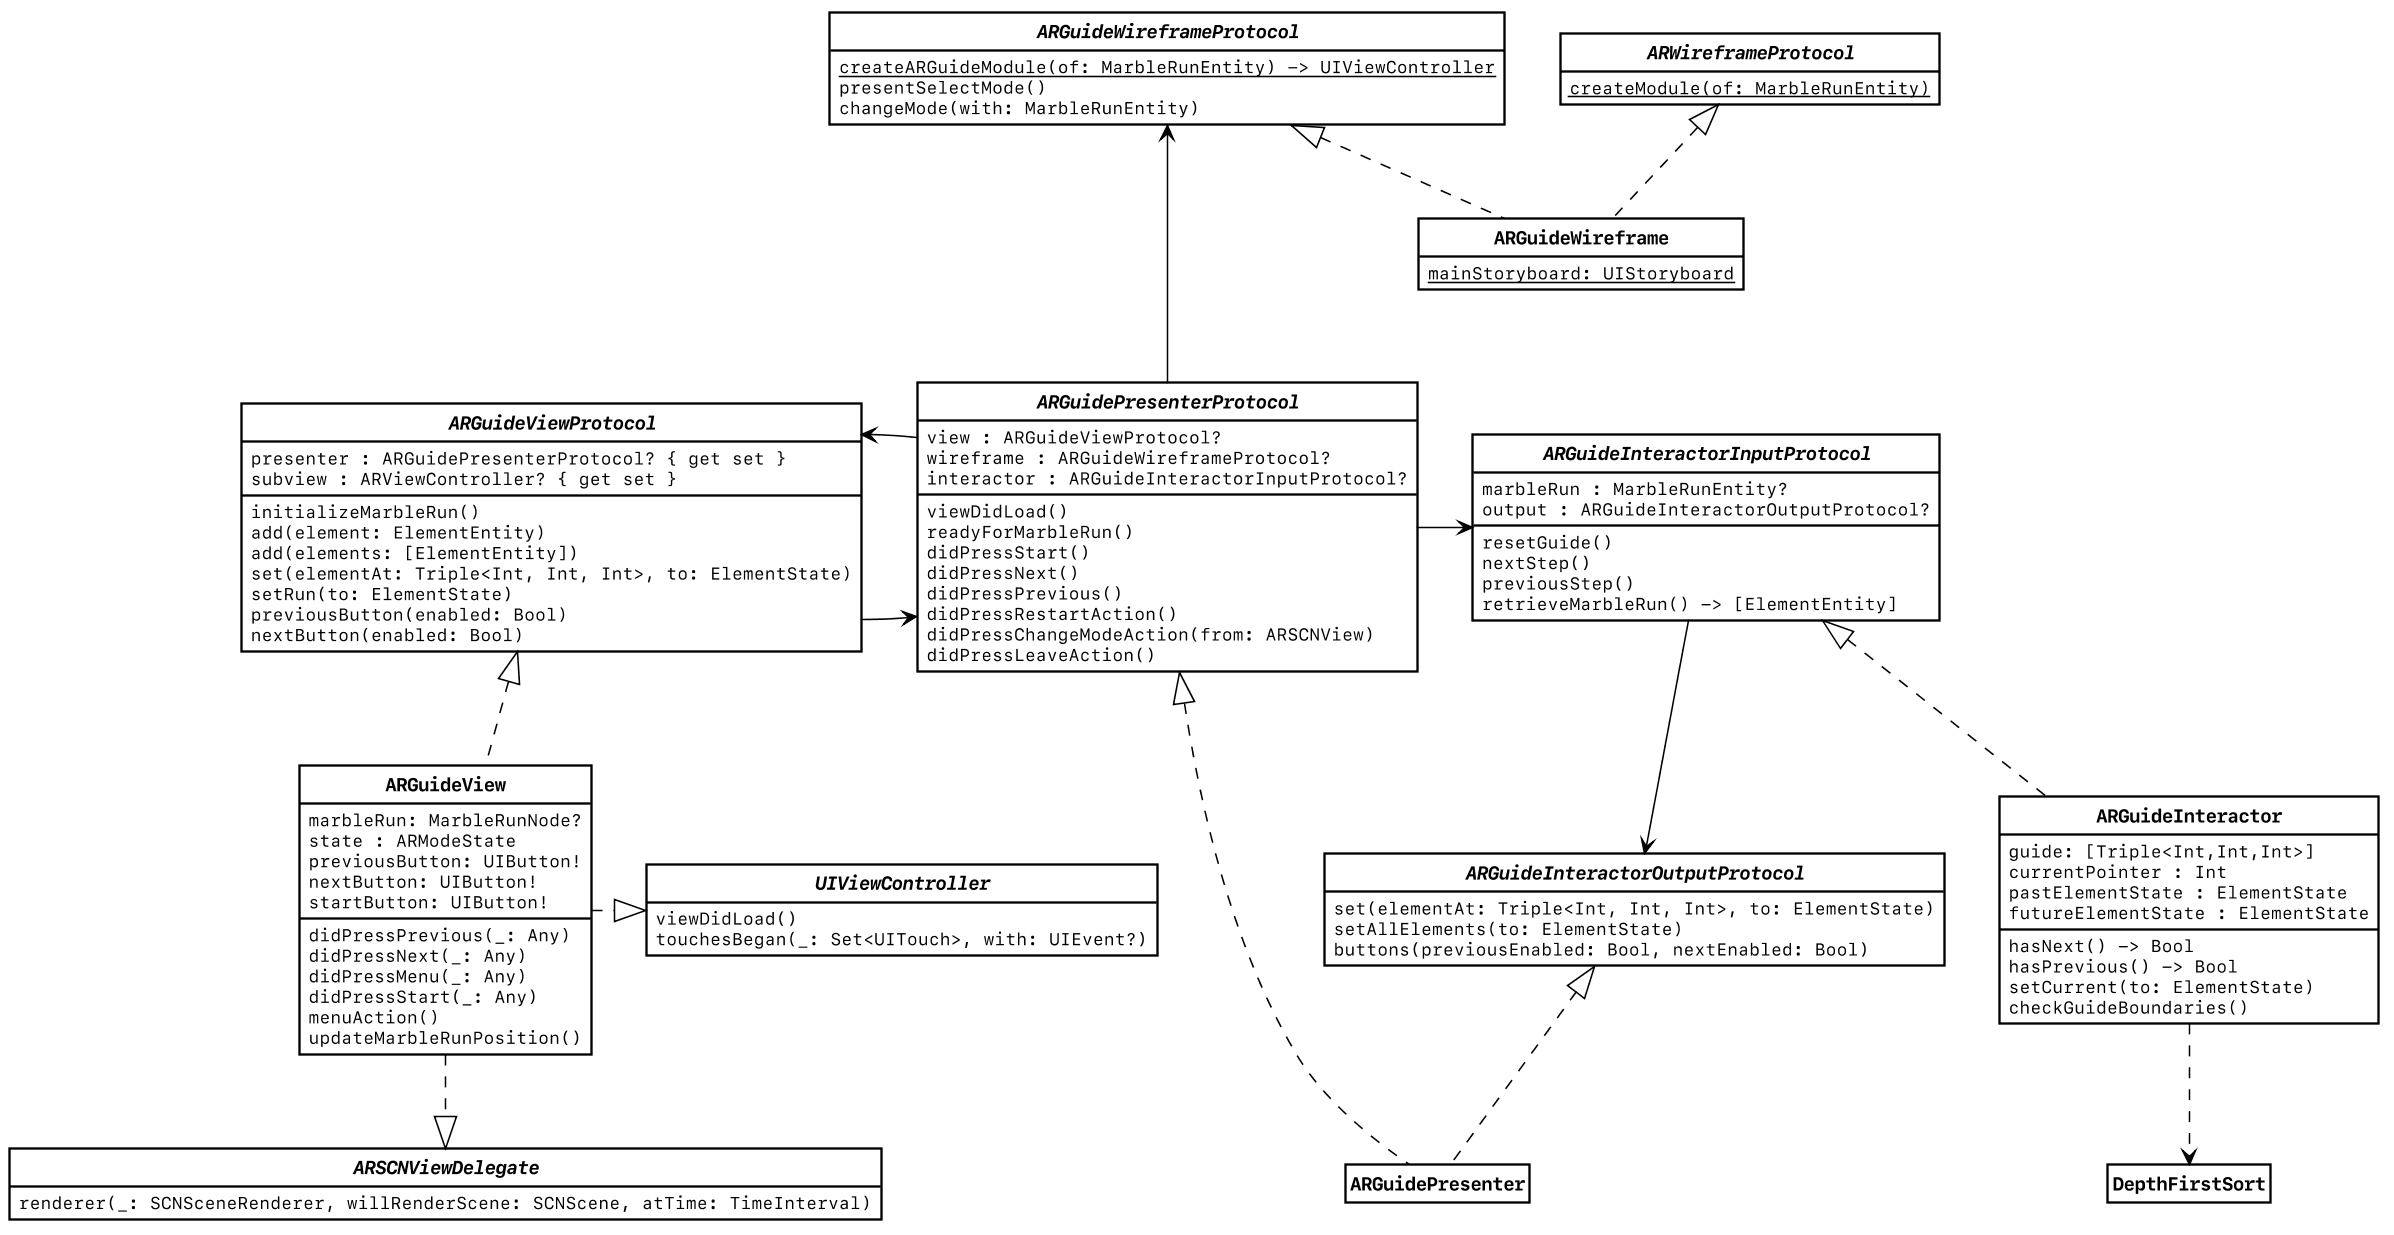 ARGuideWireframeProtocol
createARGuideModule(of: MarbleRunEntity) –> UIViewController
presentSelectMode()
changeMode(with: MarbleRunEntity)
ARWireframeProtocol
createModule(of: MarbleRunEntity)
ARGuideWireframe
mainStoryboard: UIStoryboard
ARGuideViewProtocol
presenter : ARGuidePresenterProtocol? { get set }
subview : ARViewController? { get set }
initializeMarbleRun()
add(element: ElementEntity)
add(elements: [ElementEntity])
set(elementAt: Triple<Int, Int, Int>, to: ElementState)
setRun(to: ElementState)
previousButton(enabled: Bool)
nextButton(enabled: Bool)
ARGuidePresenterProtocol
view : ARGuideViewProtocol?
wireframe : ARGuideWireframeProtocol?
interactor : ARGuideInteractorInputProtocol?
viewDidLoad()
readyForMarbleRun()
didPressStart()
didPressNext()
didPressPrevious()
didPressRestartAction()
didPressChangeModeAction(from: ARSCNView)
didPressLeaveAction()
ARGuideInteractorInputProtocol
marbleRun : MarbleRunEntity?
output : ARGuideInteractorOutputProtocol?
resetGuide()
nextStep()
previousStep()
retrieveMarbleRun() –> [ElementEntity]
ARGuideView
marbleRun: MarbleRunNode?
state : ARModeState
previousButton: UIButton!
nextButton: UIButton!
startButton: UIButton!
didPressPrevious(_: Any)
didPressNext(_: Any)
didPressMenu(_: Any)
didPressStart(_: Any)
menuAction()
updateMarbleRunPosition()
UIViewController
viewDidLoad()
touchesBegan(_: Set<UITouch>, with: UIEvent?)
ARGuideInteractorOutputProtocol
set(elementAt: Triple<Int, Int, Int>, to: ElementState)
setAllElements(to: ElementState)
buttons(previousEnabled: Bool, nextEnabled: Bool)
ARGuideInteractor
guide: [Triple<Int,Int,Int>]
currentPointer : Int
pastElementState : ElementState
futureElementState : ElementState
hasNext() –> Bool
hasPrevious() –> Bool
setCurrent(to: ElementState)
checkGuideBoundaries()
ARSCNViewDelegate
renderer(_: SCNSceneRenderer, willRenderScene: SCNScene, atTime: TimeInterval)
ARGuidePresenter
DepthFirstSort